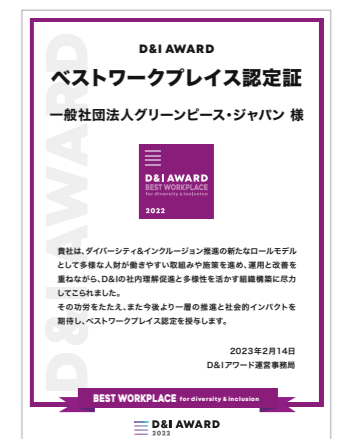 D&I AWARD
D&I AWARD
ベストワークプレイス認定証
一般社団法人グリーンピース・ジャパン 様
D&I AWARD
BEST WORKPLACE
for diversity & inclusion
2022
貴社は、ダイバーシティ&インクルージョン推進の新たなロールモデル
として多様な人財が働きやすい取組みや施策を進め、運用と改善を
重ねながら、D&Iの社内理解促進と多様性を活かす組織構築に尽力
してこられました。
その功労をたたえ、また今後より一層の推進と社会的インパクトを
期待し、ベストワークプレイス認定を授与します。
2023年2月14日
D&Iアワード運営事務局
BEST WORKPLACE for diversity & inclusion
D&I AWARD
2022